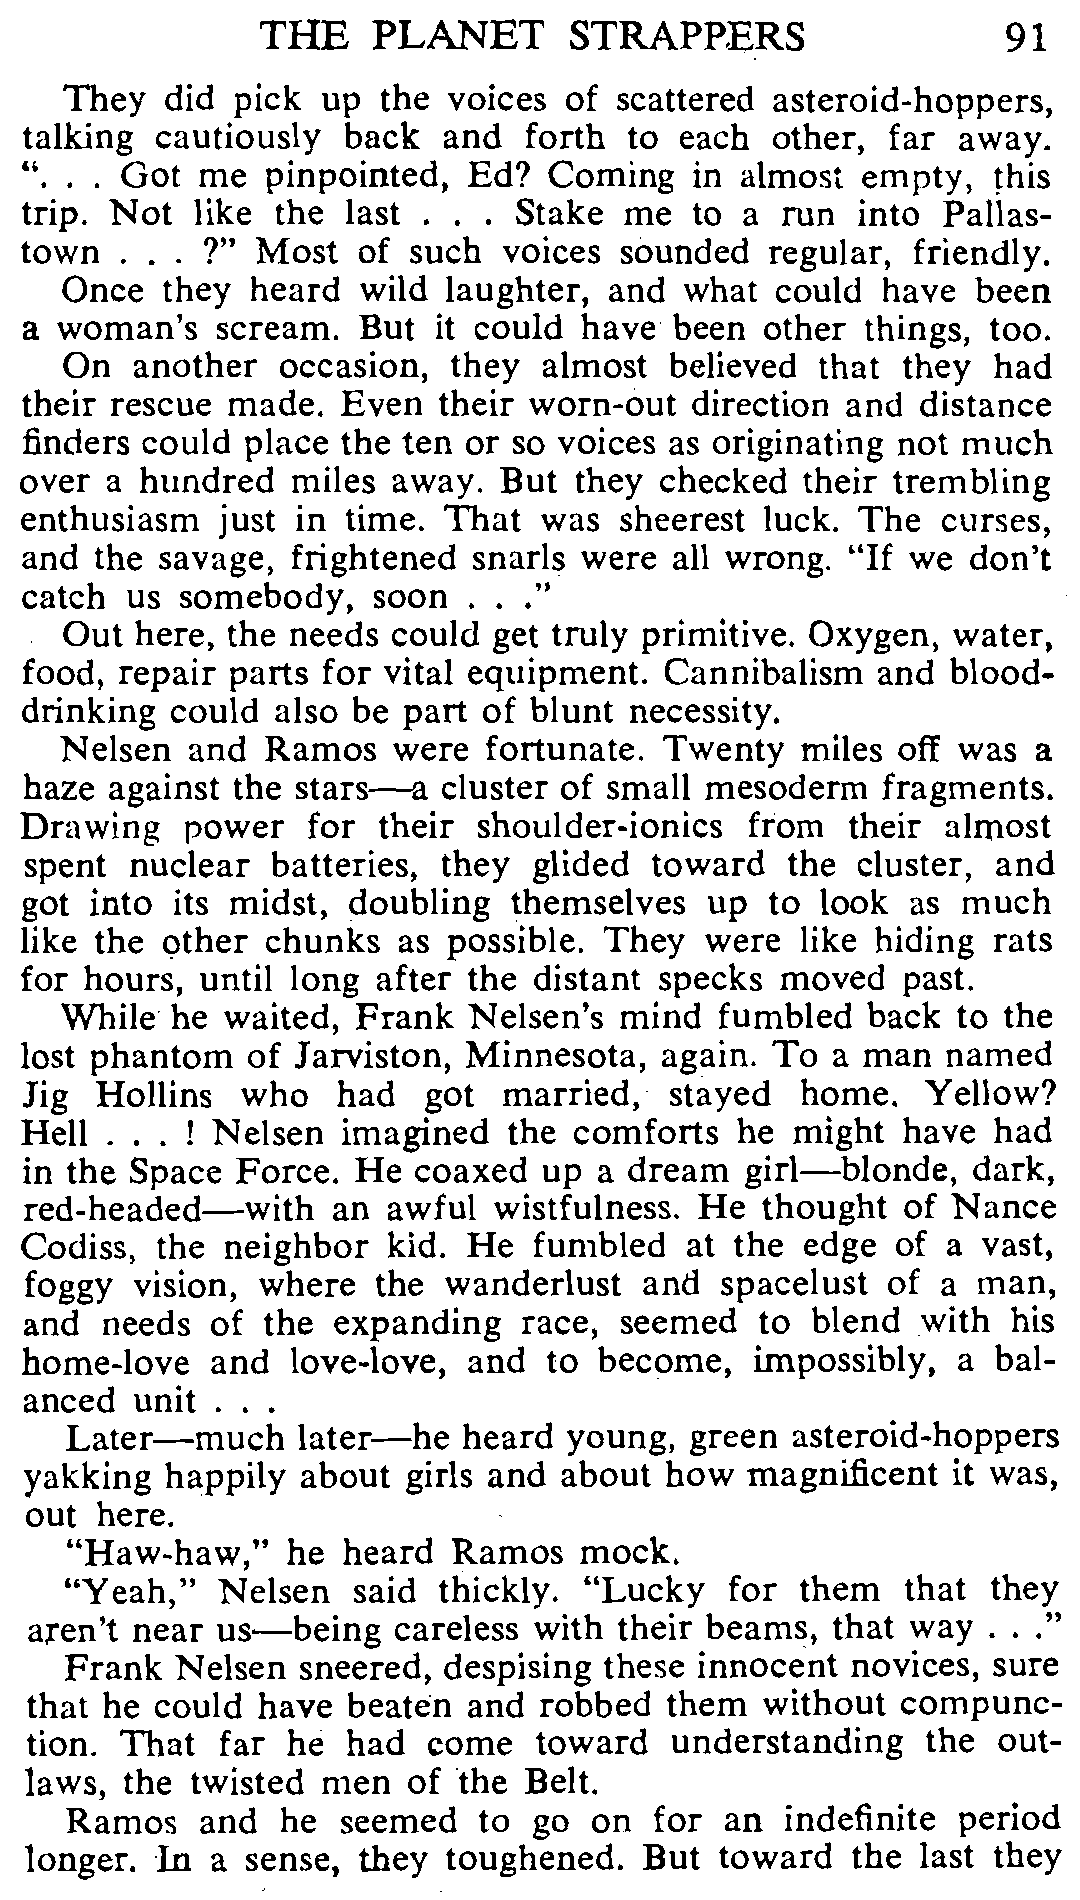 THE PLANET STRAPPERS 91
They did pick up the voices of scattered asteroid-hoppers,
talking cautiously back and forth to each other, far away.
“. . . Got me pinpointed, Ed? Coming in almost empty, this
trip. Not like the last . . . Stake me to a run into Pallas-
town . . . ?” Most of such voices sounded regular, friendly.
Once they heard wild laughter, and what could have been
a woman’s scream. But it could have been other things, too.
On another occasion, they almost believed that they had
their rescue made. Even their worn-out direction and distance
finders could place the ten or so voices as originating not much
over a hundred miles away. But they checked their trembling
enthusiasm just in time. That was sheerest luck. The curses,
and the savage, frightened snarls were all wrong. “If we don’t
catch us somebody, soon . . .”
Out here, the needs could get truly primitive. Oxygen, water,
food, repair parts for vital equipment. Cannibalism and blood-
drinking could also be part of blunt necessity.
Nelsen and Ramos were fortunate. Twenty miles off was a
haze against the stars—a cluster of small mesoderm fragments.
Drawing power for their shoulder-ionics from their almost
spent nuclear batteries, they glided toward the cluster, and
got into its midst, doubling themselves up to look as much
like the other chunks as possible. They were like hiding rats
for hours, until long after the distant specks moved past.
While he waited, Frank Nelsen’s mind fumbled back to the
lost phantom of Jarviston, Minnesota, again. To a man named
Jig Hollins who had got married, stayed home. Yellow?
Hell . . . ! Nelsen imagined the comforts he might have had
in the Space Force. He coaxed up a dream girl—blonde, dark,
red-headed—with an awful wistfulness. He thought of Nance
Codiss, the neighbor kid. He fumbled at the edge of a vast,
foggy vision, where the wanderlust and spacelust of a man,
and needs of the expanding race, seemed to blend with his
home-love and love-love, and to become, impossibly, a bal-
anced unit . . .
Later—much later—he heard young, green asteroid-hoppers
yakking happily about girls and about how magnificent it was,
out here.
“Haw-haw,” he heard Ramos mock.
“Yeah,” Nelsen said thickly. “Lucky for them that they
aren’t near us—being careless with their beams, that way . . .”
Frank Nelsen sneered, despising these innocent novices, sure
that he could have beaten and robbed them without compunc-
tion. That far he had come toward understanding the out-
laws, the twisted men of the Belt.
Ramos and he seemed to go on for an indefinite period
longer. In a sense, they toughened. But toward the last they